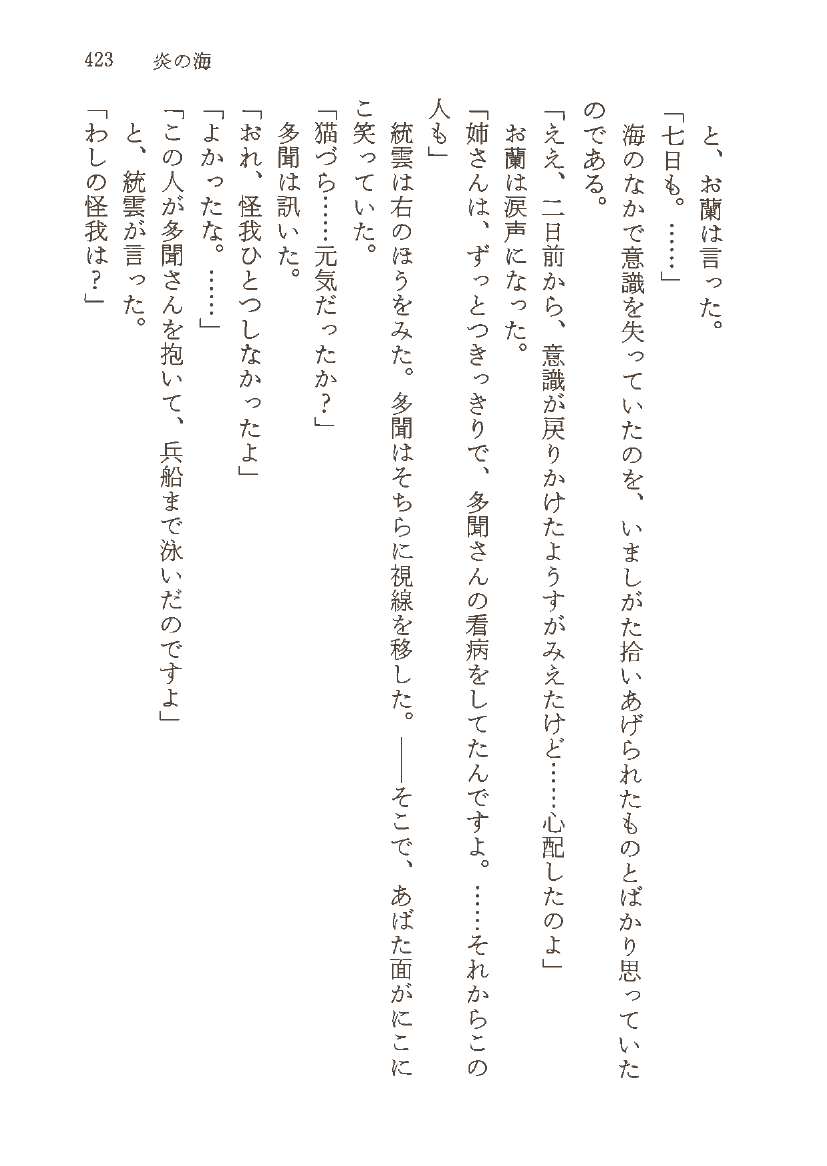 423 炎の海
と、お蘭は言った。
「七日も。……」
海のなかで意識を失っていたのを、いましがた拾いあげられたものとばかり思っていた
のである。
「ええ、二日前から、意識が戻りかけたようすがみえたけど……心配したのよ」
お蘭は涙声になった。
「姉さんは、ずっとつきっきりで、多聞さんの看病をしてたんですよ。……それからこの
人も」
統雲は右のほうをみた。多聞はそちらに視線を移した。――そこで、あばた面がにこに
こ笑っていた。
「猫づら……元気だったか?」
多聞は訊いた。
「おれ、怪我ひとつしなかったよ」
「よかったな。……」
「この人が多聞さんを抱いて、兵船まで泳いだのですよ」
と、統雲が言った。
「わしの怪我は?」